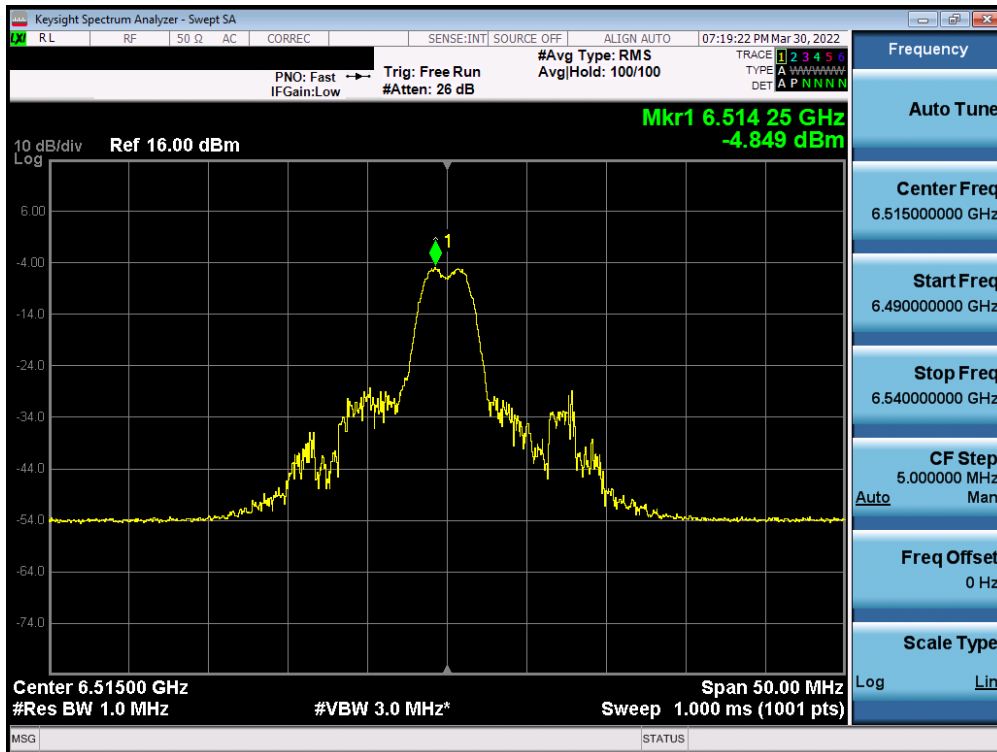 Keysight Spectrum Analyzer - Swept SA
LXI RL RF 50 Ω AC CORREC SENSE:INT SOURCE OFF ALIGN AUTO 07:19:22 PM Mar 30, 2022
#Avg Type: RMS TRACE 1 2 3 4 5 6
PNO: Fast Trig: Free Run Avg|Hold: 100/100 TYPE A WWWWW
IFGain:Low #Atten: 26 dB DET A P N N N N
Mkr1 6.514 25 GHz
-4.849 dBm
10 dB/div Ref 16.00 dBm
Log
6.00
-4.00
-14.0
-24.0
-34.0
-44.0
-54.0
-64.0
-74.0
1
Center 6.51500 GHz Span 50.00 MHz
#Res BW 1.0 MHz #VBW 3.0 MHz* Sweep 1.000 ms (1001 pts)
MSG STATUS
Frequency
Auto Tune
Center Freq
6.515000000 GHz
Start Freq
6.490000000 GHz
Stop Freq
6.540000000 GHz
CF Step
5.000000 MHz
Auto Man
Freq Offset
0 Hz
Scale Type
Log Lin